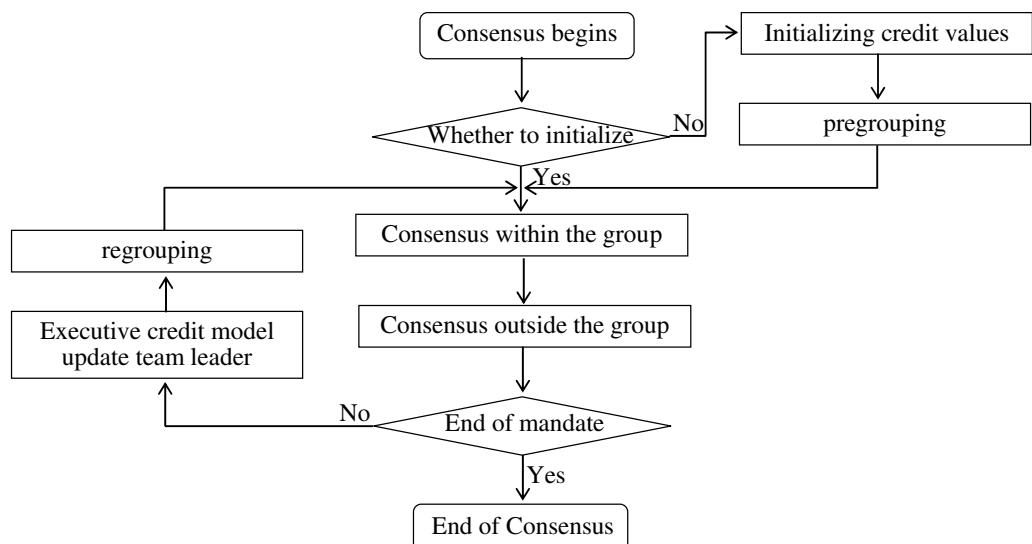 Consensus begins
Initializing credit values
Whether to initialize
No
pregrouping
Yes
Consensus within the group
regrouping
Consensus outside the group
Executive credit model
update team leader
No
End of mandate
Yes
End of Consensus